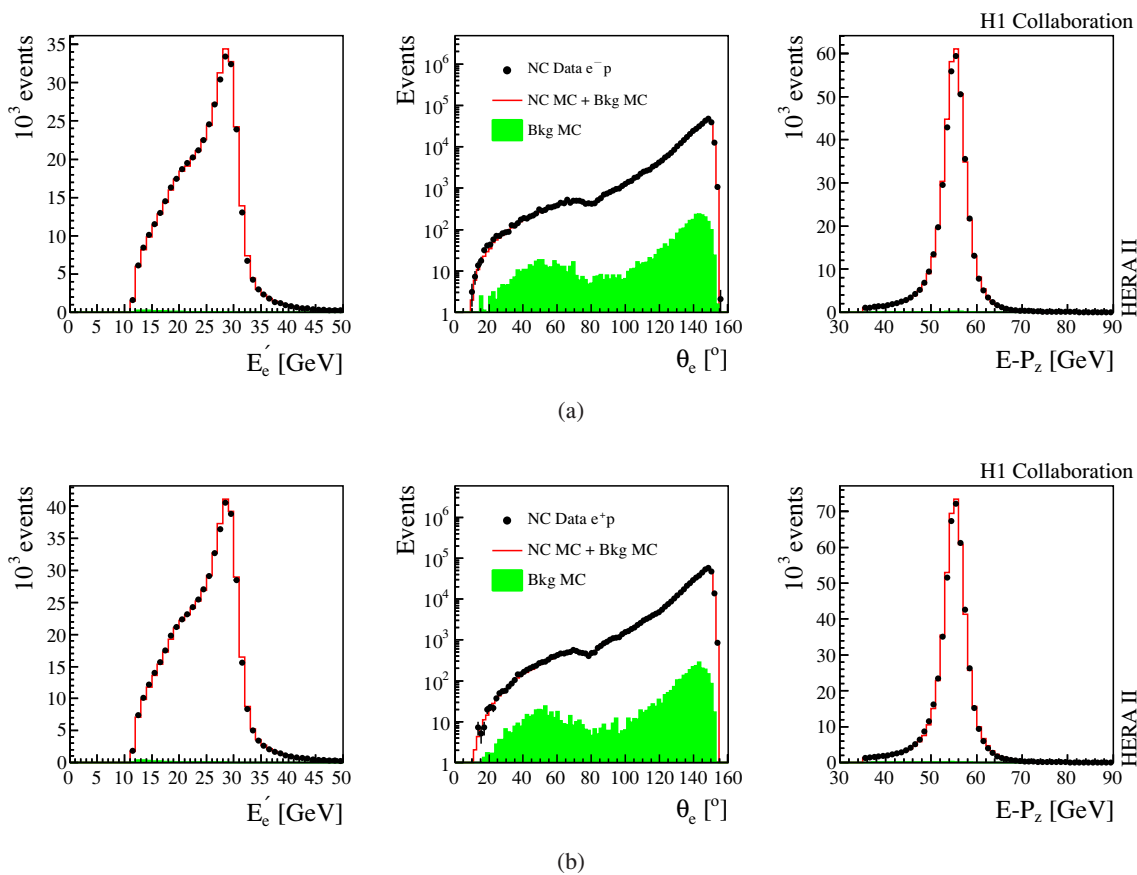 H1 Collaboration
10³ events
35
30
25
20
15
10
5
0
0 5 10 15 20 25 30 35 40 45 50
E′e [GeV]
Events
10⁶
10⁵
10⁴
10³
10²
10
1
NC Data e⁻p
NC MC + Bkg MC
Bkg MC
0 20 40 60 80 100 120 140 160
θe [°]
10³ events
60
50
40
30
20
10
0
30 40 50 60 70 80 90
E-Pz [GeV]
HERA II
(a)
H1 Collaboration
10³ events
40
35
30
25
20
15
10
5
0
0 5 10 15 20 25 30 35 40 45 50
E′e [GeV]
Events
10⁶
10⁵
10⁴
10³
10²
10
1
NC Data e⁺p
NC MC + Bkg MC
Bkg MC
0 20 40 60 80 100 120 140 160
θe [°]
10³ events
70
60
50
40
30
20
10
0
30 40 50 60 70 80 90
E-Pz [GeV]
HERA II
(b)